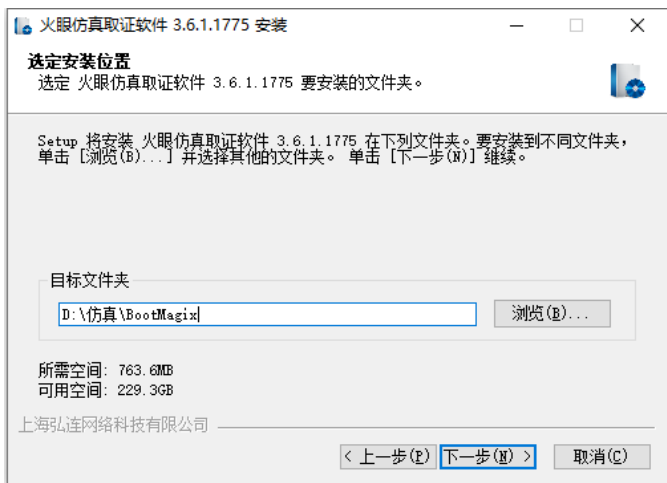 火眼仿真取证软件 3.6.1.1775 安装
选定安装位置
选定 火眼仿真取证软件 3.6.1.1775 要安装的文件夹。
Setup 将安装 火眼仿真取证软件 3.6.1.1775 在下列文件夹。要安装到不同文件夹，
单击 [浏览(B)...] 并选择其他的文件夹。 单击 [下一步(N)] 继续。
目标文件夹
D:\仿真\BootMagix
浏览(B)...
所需空间: 763.6MB
可用空间: 229.3GB
上海弘连网络科技有限公司
< 上一步(P) 下一步(N) > 取消(C)